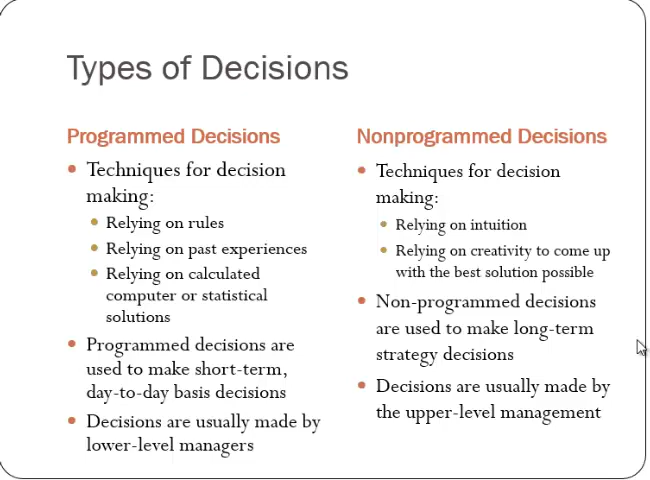 Types of Decisions
Programmed Decisions
Techniques for decision
making:
Relying on rules
Relying on past experiences
Relying on calculated
computer or statistical
solutions
Programmed decisions are
used to make short-term,
day-to-day basis decisions
Decisions are usually made by
lower-level managers
Nonprogrammed Decisions
Techniques for decision
making:
Relying on intuition
Relying on creativity to come up
with the best solution possible
Non-programmed decisions
are used to make long-term
strategy decisions
Decisions are usually made by
the upper-level management